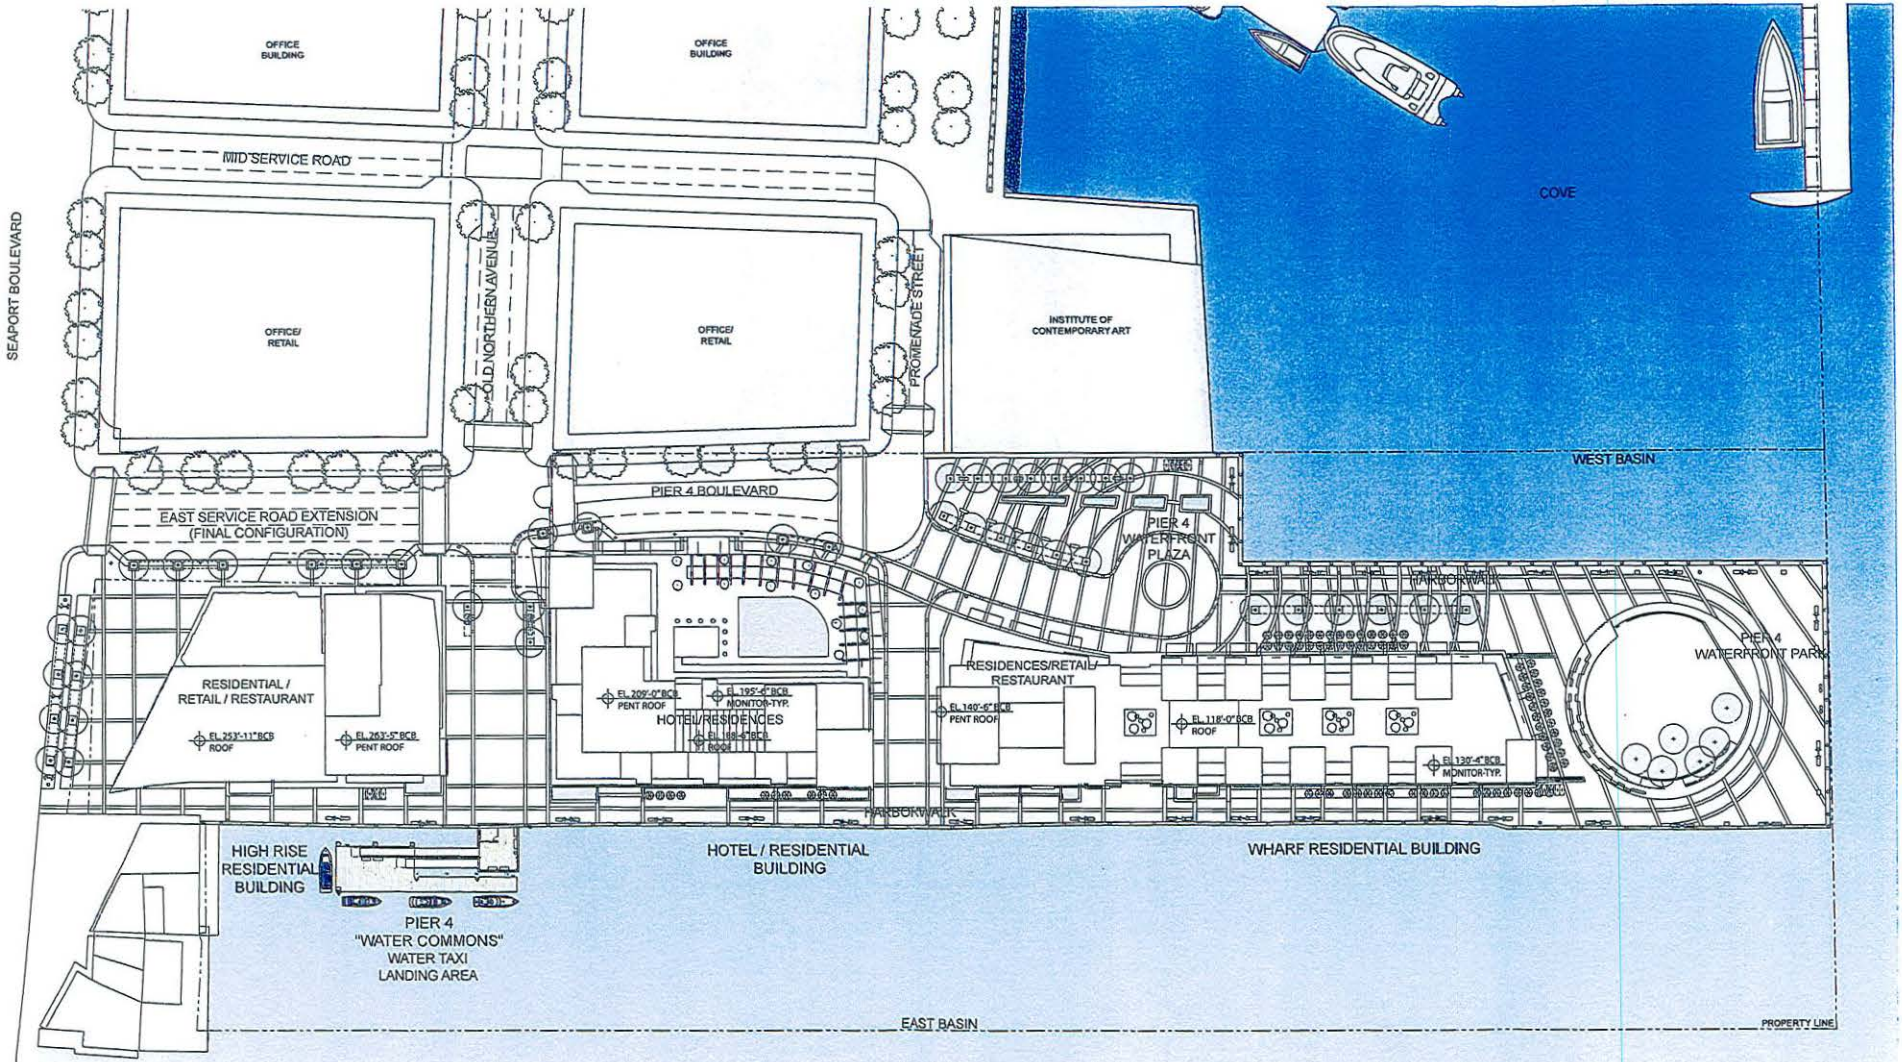 OFFICE
BUILDING
OFFICE
BUILDING
MID SERVICE ROAD
COVE
SEAPORT BOULEVARD
OFFICE/
RETAIL
OLD NORTHERN AVENUE
OFFICE/
RETAIL
PROMENADE STREET
INSTITUTE OF
CONTEMPORARY ART
WEST BASIN
EAST SERVICE ROAD EXTENSION
(FINAL CONFIGURATION)
PIER 4 BOULEVARD
PIER 4
WATERFRONT
PLAZA
HARBORWALK
PIER 4
WATERFRONT PARK
RESIDENTIAL /
RETAIL / RESTAURANT
EL. 253'-11" BCB
ROOF
EL. 263'-5" BCB
PENT ROOF
EL. 209'-0" BCB
PENT ROOF
EL. 195'-6" BCB
MONITOR-TYP.
HOTEL/RESIDENCES
EL. 188'-6" BCB
ROOF
RESIDENCES/RETAIL/
RESTAURANT
EL. 140'-6" BCB
PENT ROOF
EL. 118'-0" BCB
ROOF
EL. 130'-4" BCB
MONITOR-TYP.
HARBORWALK
HIGH RISE
RESIDENTIAL
BUILDING
HOTEL / RESIDENTIAL
BUILDING
WHARF RESIDENTIAL BUILDING
PIER 4
"WATER COMMONS"
WATER TAXI
LANDING AREA
EAST BASIN
PROPERTY LINE